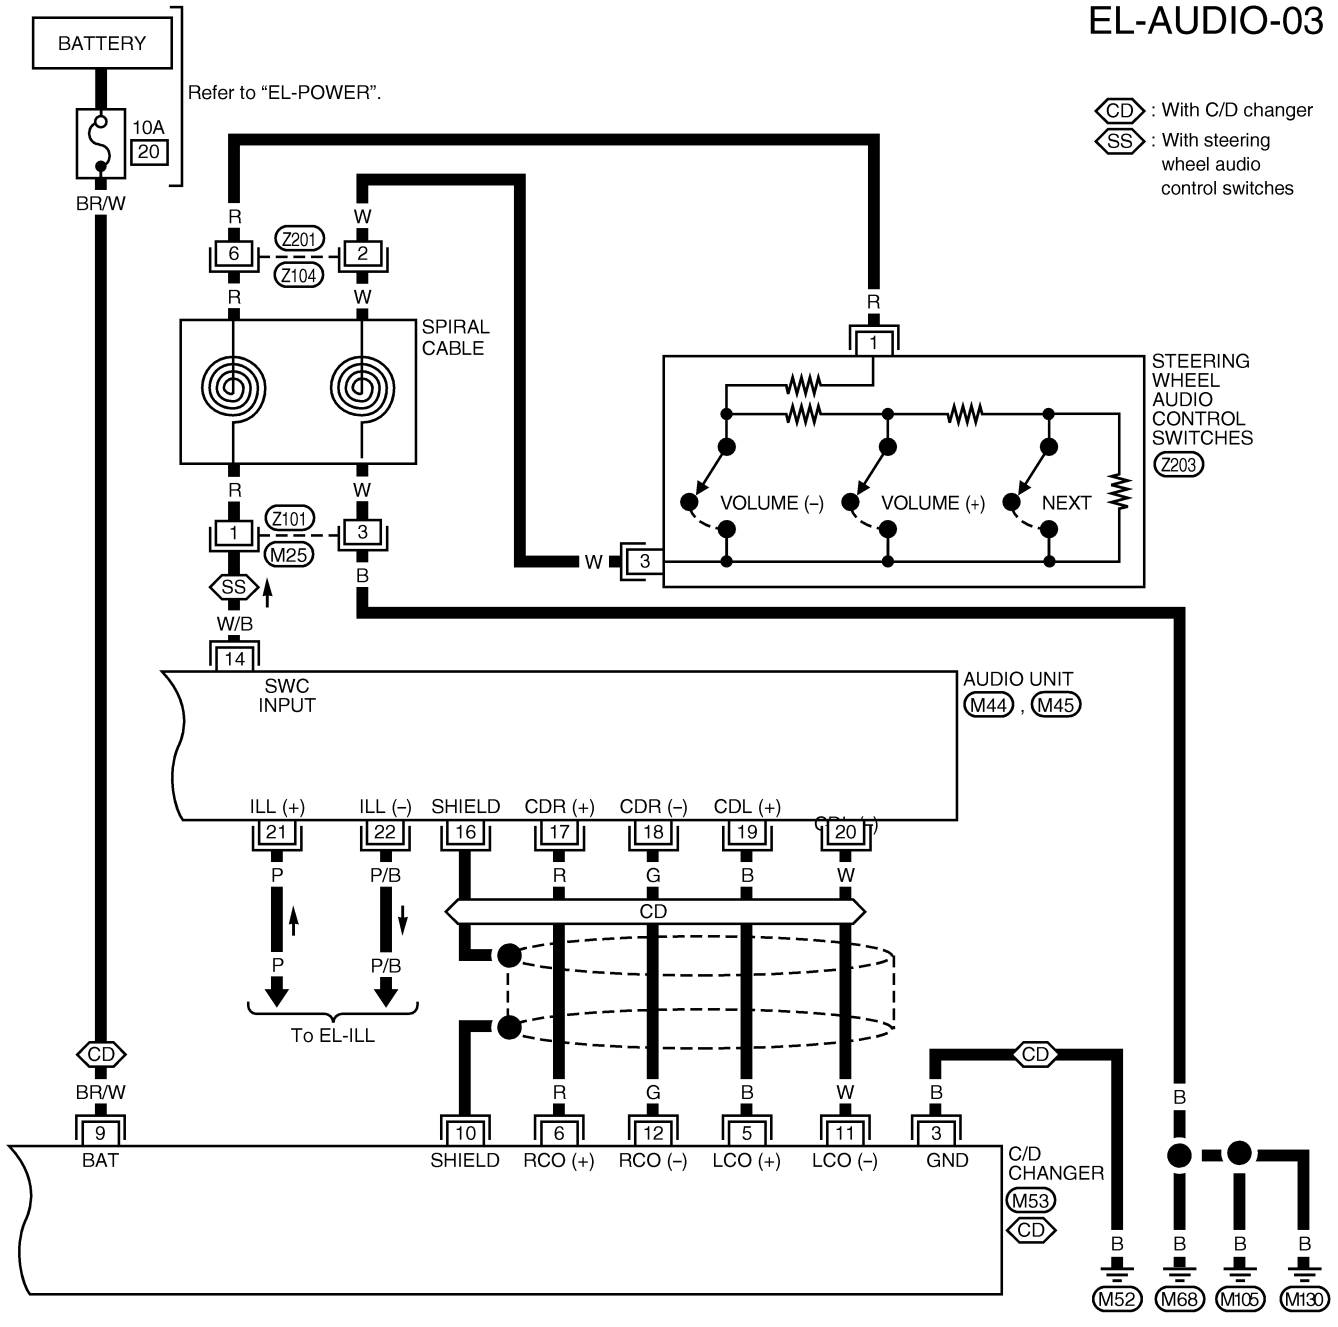 EL-AUDIO-03
BATTERY
Refer to “EL-POWER”.
10A
20
BR/W
CD : With C/D changer
SS : With steering
wheel audio
control switches
R W
6 Z201 2
Z104
R W
R
1
SPIRAL
CABLE
STEERING
WHEEL
AUDIO
CONTROL
SWITCHES
Z203
VOLUME (–) VOLUME (+) NEXT
R W
1 Z101 3
M25
W 3
SS B
W/B
14
SWC
INPUT
AUDIO UNIT
M44 , M45
ILL (+) ILL (–) SHIELD CDR (+) CDR (–) CDL (+) CDL (–)
21 22 16 17 18 19 20
P P/B R G B W
CD
P P/B
To EL-ILL
CD CD
BR/W R G B W B B
9 10 6 12 5 11 3
BAT SHIELD RCO (+) RCO (–) LCO (+) LCO (–) GND
C/D
CHANGER
M53
CD
B B B B
M52 M68 M105 M130